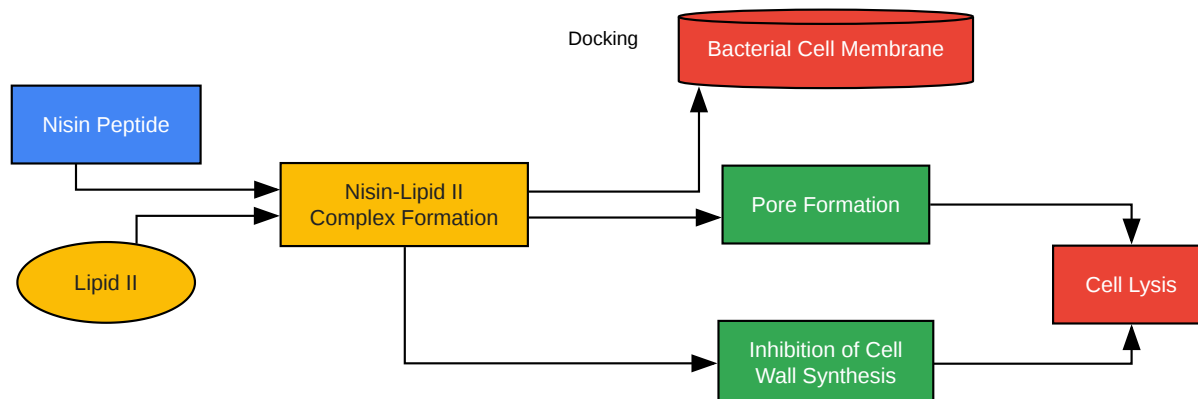 Docking
Bacterial Cell Membrane
Nisin Peptide
Nisin-Lipid II
Complex Formation
Pore Formation
Lipid II
Cell Lysis
Inhibition of Cell
Wall Synthesis